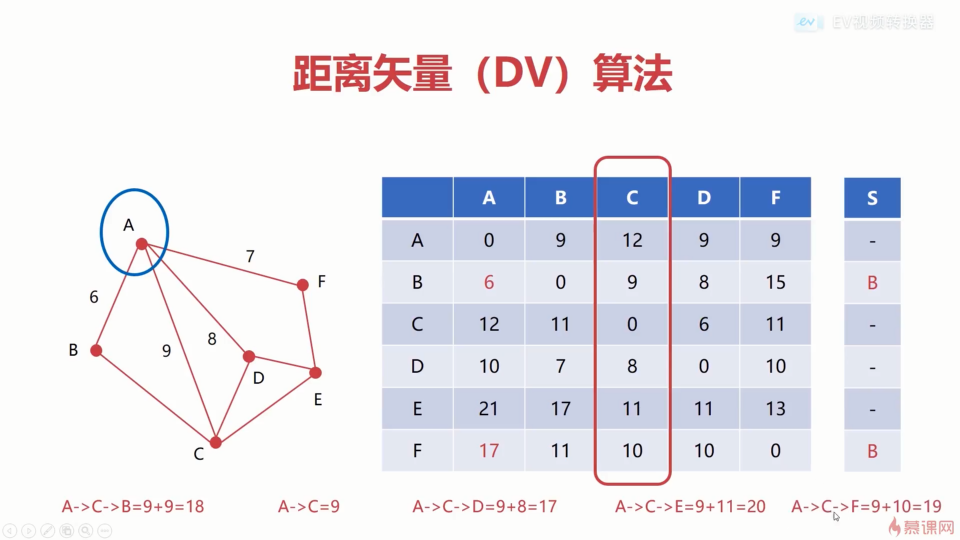 EV视频转换器
距离矢量（DV）算法
A B C D F S
A 0 9 12 9 9 -
B 6 0 9 8 15 B
C 12 11 0 6 11 -
D 10 7 8 0 10 -
E 21 17 11 11 13 -
F 17 11 10 10 0 B
A
7
F
6
8
9
B
D
E
C
A->C->B=9+9=18 A->C=9 A->C->D=9+8=17 A->C->E=9+11=20 A->C->F=9+10=19
慕课网